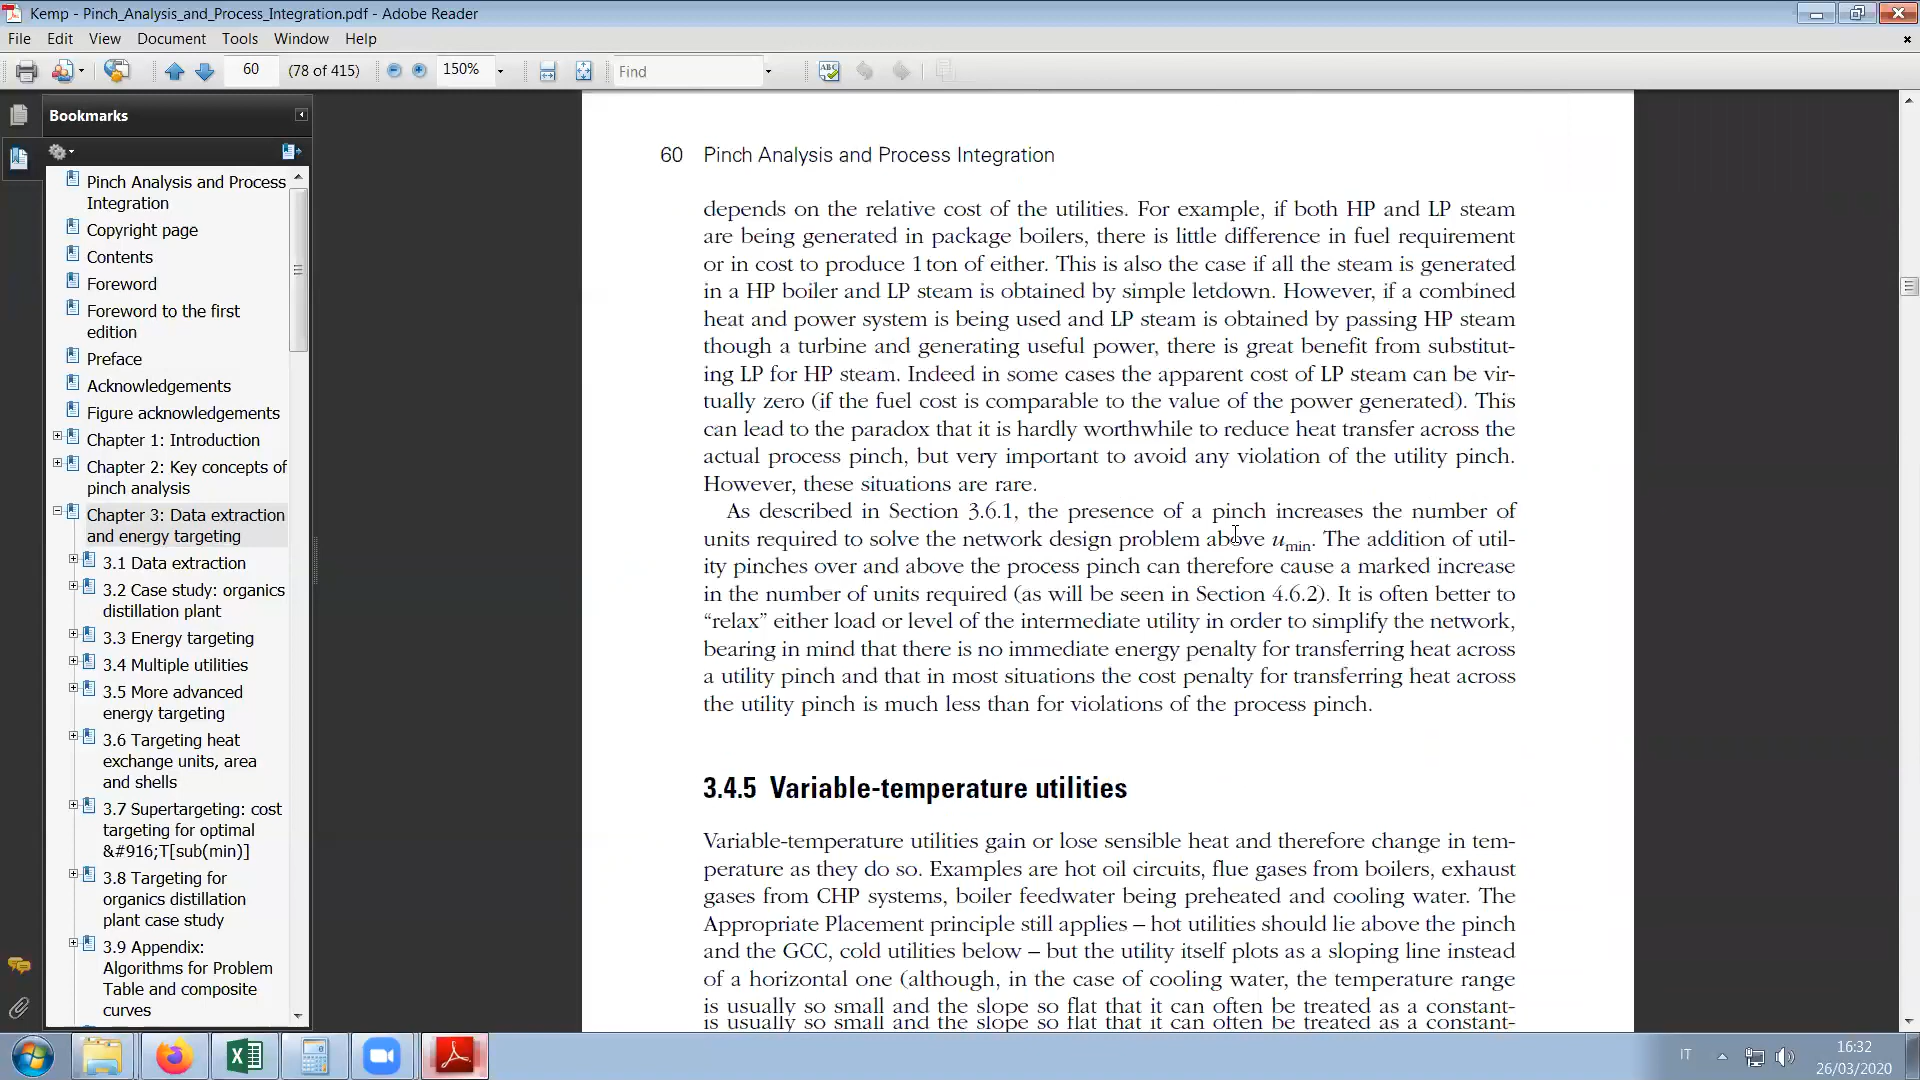 Kemp - Pinch_Analysis_and_Process_Integration.pdf - Adobe Reader
File Edit View Document Tools Window Help
60 (78 of 415) 150% Find
Bookmarks
Pinch Analysis and Process
Integration
Copyright page
Contents
Foreword
Foreword to the first
edition
Preface
Acknowledgements
Figure acknowledgements
Chapter 1: Introduction
Chapter 2: Key concepts of
pinch analysis
Chapter 3: Data extraction
and energy targeting
3.1 Data extraction
3.2 Case study: organics
distillation plant
3.3 Energy targeting
3.4 Multiple utilities
3.5 More advanced
energy targeting
3.6 Targeting heat
exchange units, area
and shells
3.7 Supertargeting: cost
targeting for optimal
&#916;T[sub(min)]
3.8 Targeting for
organics distillation
plant case study
3.9 Appendix:
Algorithms for Problem
Table and composite
curves
60 Pinch Analysis and Process Integration
depends on the relative cost of the utilities. For example, if both HP and LP steam
are being generated in package boilers, there is little difference in fuel requirement
or in cost to produce 1 ton of either. This is also the case if all the steam is generated
in a HP boiler and LP steam is obtained by simple letdown. However, if a combined
heat and power system is being used and LP steam is obtained by passing HP steam
though a turbine and generating useful power, there is great benefit from substitut-
ing LP for HP steam. Indeed in some cases the apparent cost of LP steam can be vir-
tually zero (if the fuel cost is comparable to the value of the power generated). This
can lead to the paradox that it is hardly worthwhile to reduce heat transfer across the
actual process pinch, but very important to avoid any violation of the utility pinch.
However, these situations are rare.
As described in Section 3.6.1, the presence of a pinch increases the number of
units required to solve the network design problem above umin. The addition of util-
ity pinches over and above the process pinch can therefore cause a marked increase
in the number of units required (as will be seen in Section 4.6.2). It is often better to
“relax” either load or level of the intermediate utility in order to simplify the network,
bearing in mind that there is no immediate energy penalty for transferring heat across
a utility pinch and that in most situations the cost penalty for transferring heat across
the utility pinch is much less than for violations of the process pinch.
3.4.5 Variable-temperature utilities
Variable-temperature utilities gain or lose sensible heat and therefore change in tem-
perature as they do so. Examples are hot oil circuits, flue gases from boilers, exhaust
gases from CHP systems, boiler feedwater being preheated and cooling water. The
Appropriate Placement principle still applies – hot utilities should lie above the pinch
and the GCC, cold utilities below – but the utility itself plots as a sloping line instead
of a horizontal one (although, in the case of cooling water, the temperature range
is usually so small and the slope so flat that it can often be treated as a constant-
is usually so small and the slope so flat that it can often be treated as a constant-
IT
16:32
26/03/2020